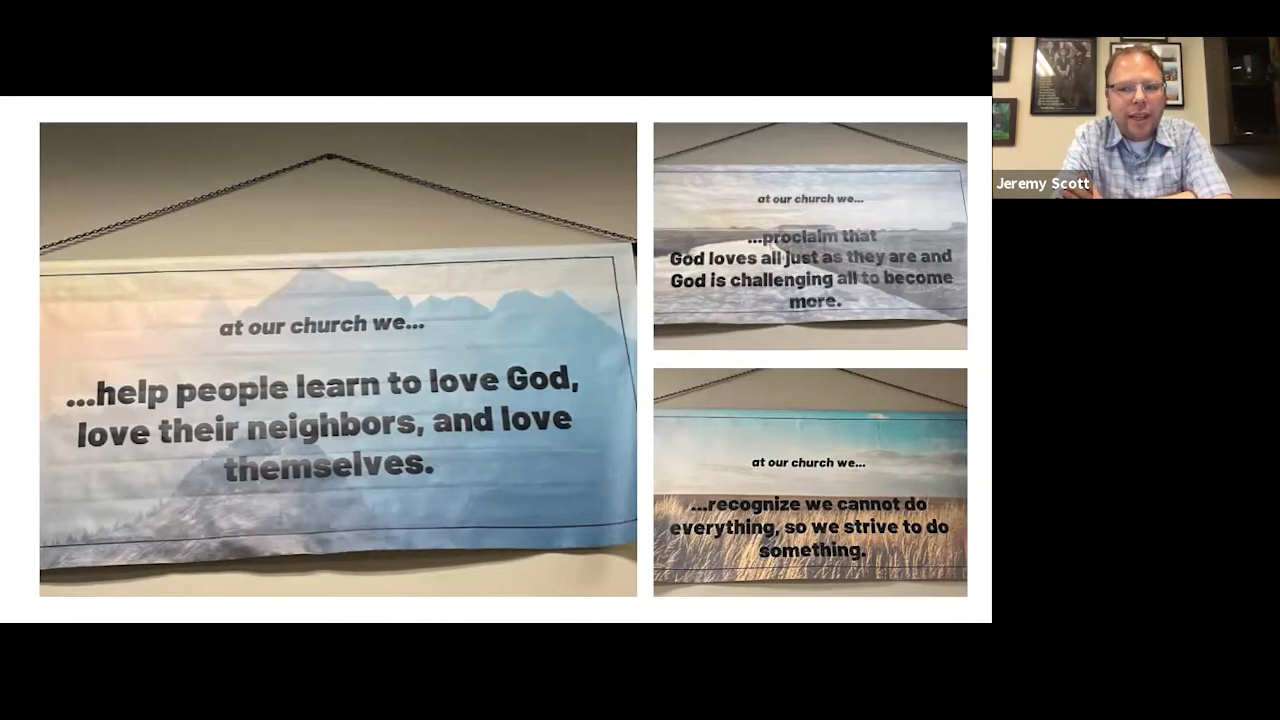 at our church we...
...help people learn to love God,
love their neighbors, and love
themselves.
at our church we...
...proclaim that
God loves all just as they are and
God is challenging all to become
more.
at our church we...
...recognize we cannot do
everything, so we strive to do
something.
Jeremy Scott